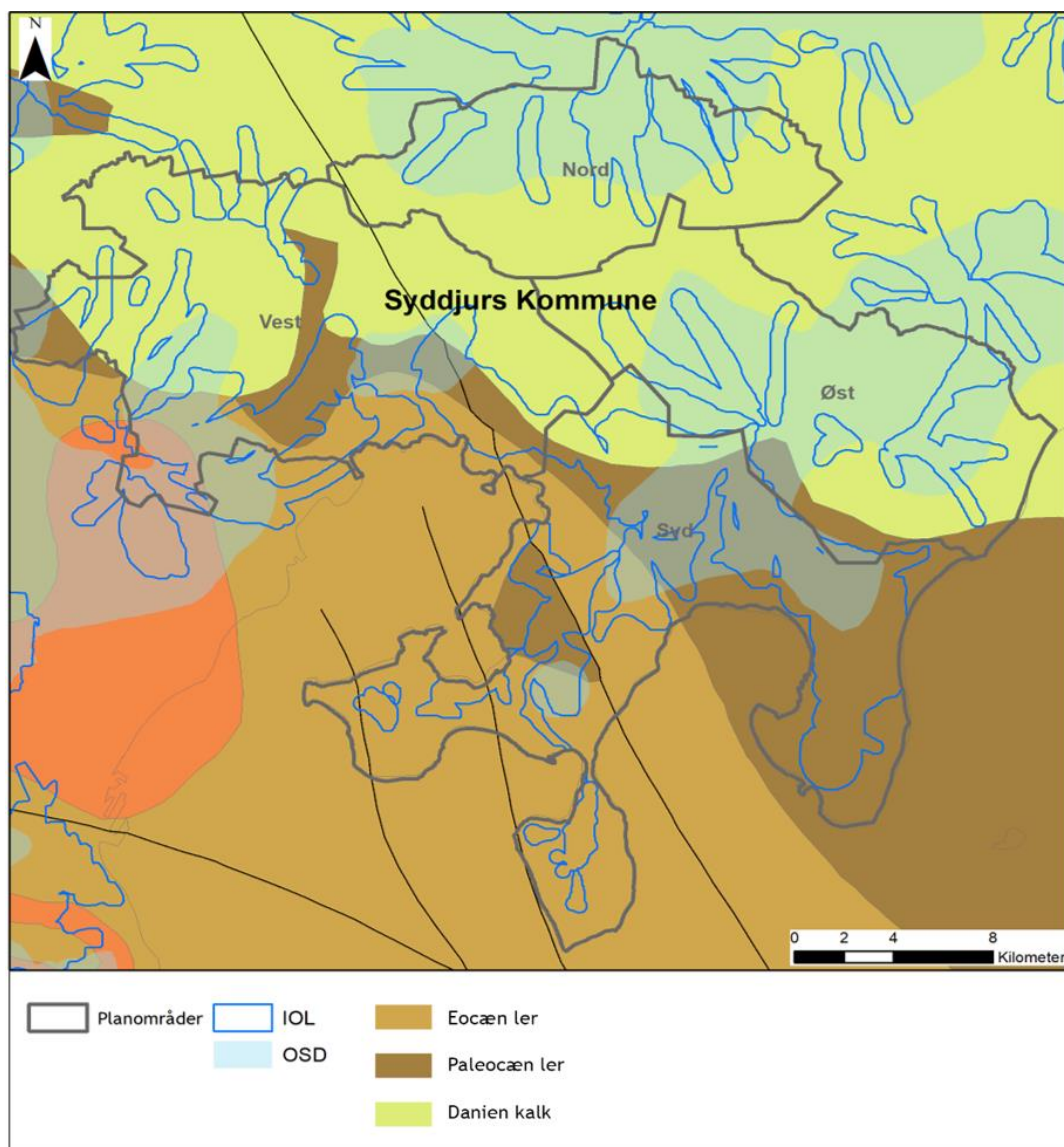 N
Nord
Syddjurs Kommune
Vest
Øst
Syd
0 2 4 8
Kilometer
Planområder
IOL
OSD
Eocæn ler
Paleocæn ler
Danien kalk